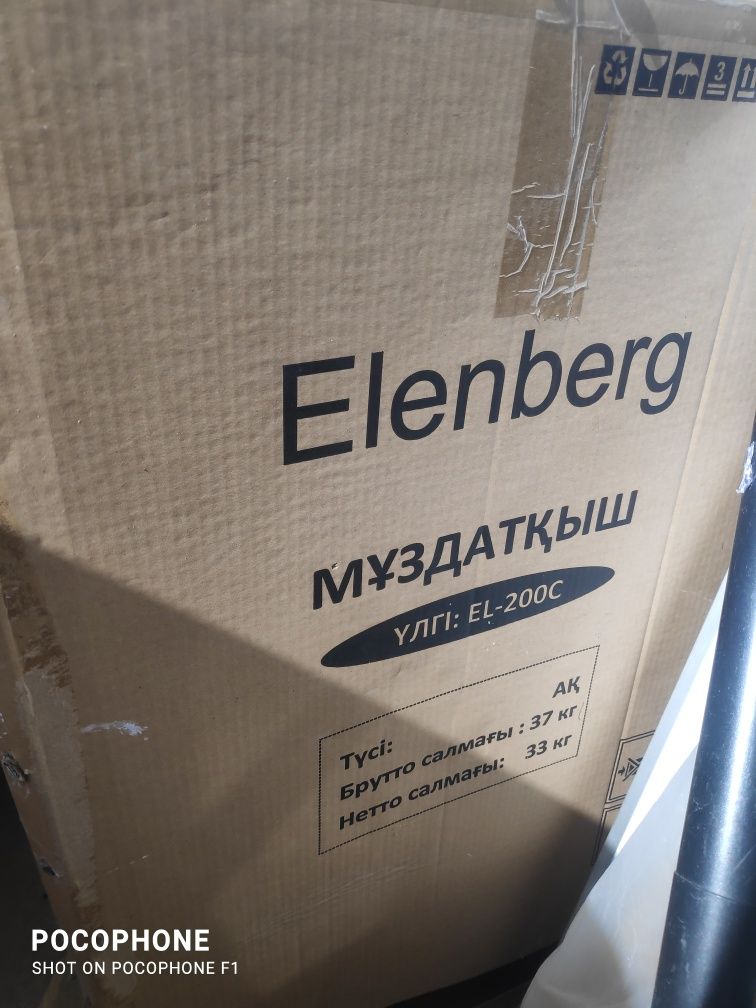 3
Elenberg
МҰЗДАТҚЫШ
ҮЛГІ: EL-200C
Түсі: АҚ
Брутто салмағы : 37 кг
Нетто салмағы: 33 кг
POCOPHONE
SHOT ON POCOPHONE F1